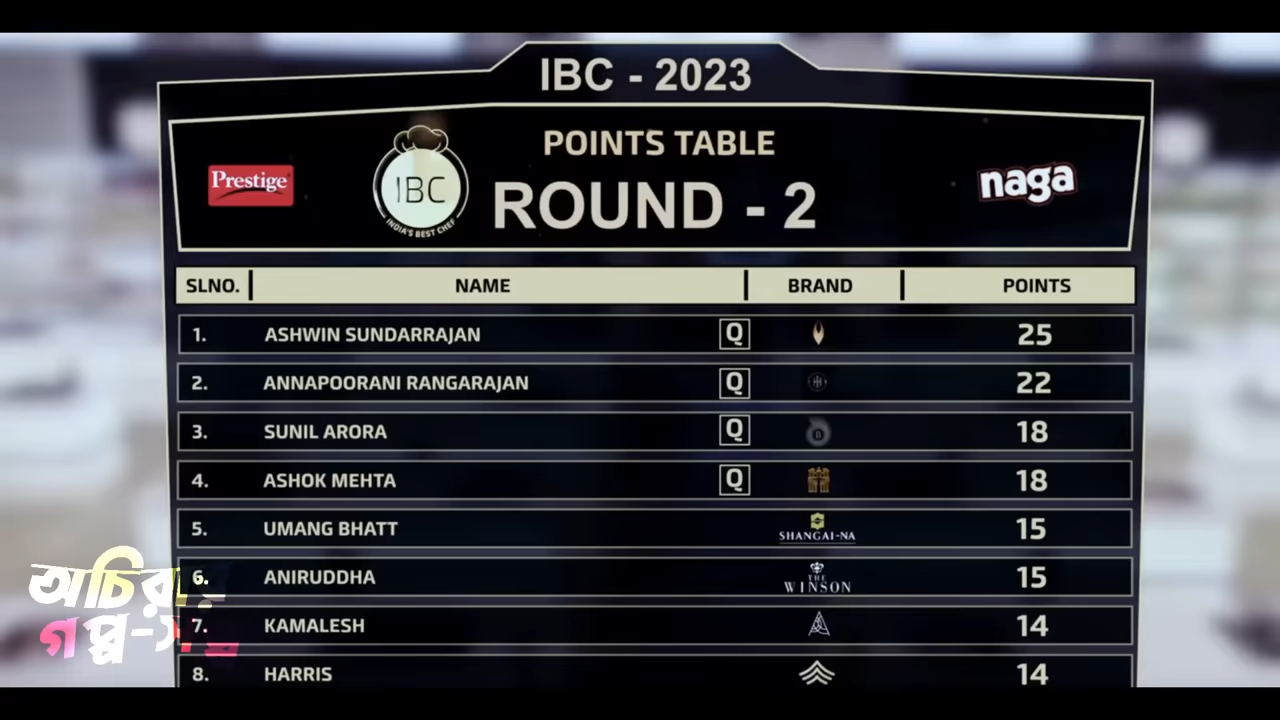 IBC - 2023
POINTS TABLE
Prestige
IBC
INDIA'S BEST CHEF
ROUND - 2
naga
SLNO. NAME BRAND POINTS
1. ASHWIN SUNDARRAJAN Q 25
2. ANNAPOORANI RANGARAJAN Q 22
3. SUNIL ARORA Q 18
4. ASHOK MEHTA Q 18
5. UMANG BHATT SHANGAI-NA 15
6. ANIRUDDHA THE WINSON 15
7. KAMALESH 14
8. HARRIS 14